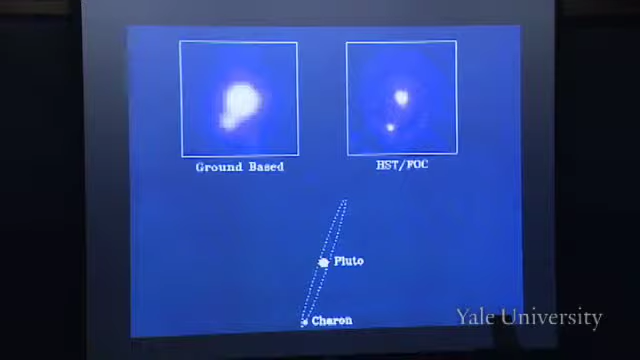 Ground Based
HST/FOC
Pluto
Charon
Yale University